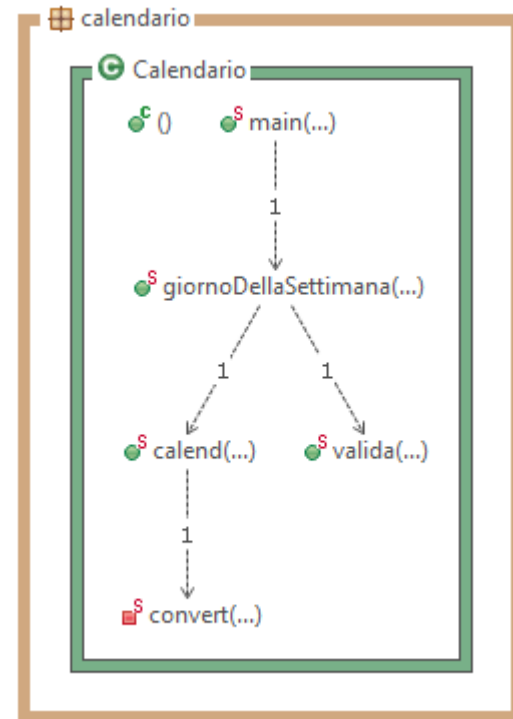 calendario
C Calendario
C () S main(...)
1
S giornoDellaSettimana(...)
1 1
S calend(...) S valida(...)
1
S convert(...)